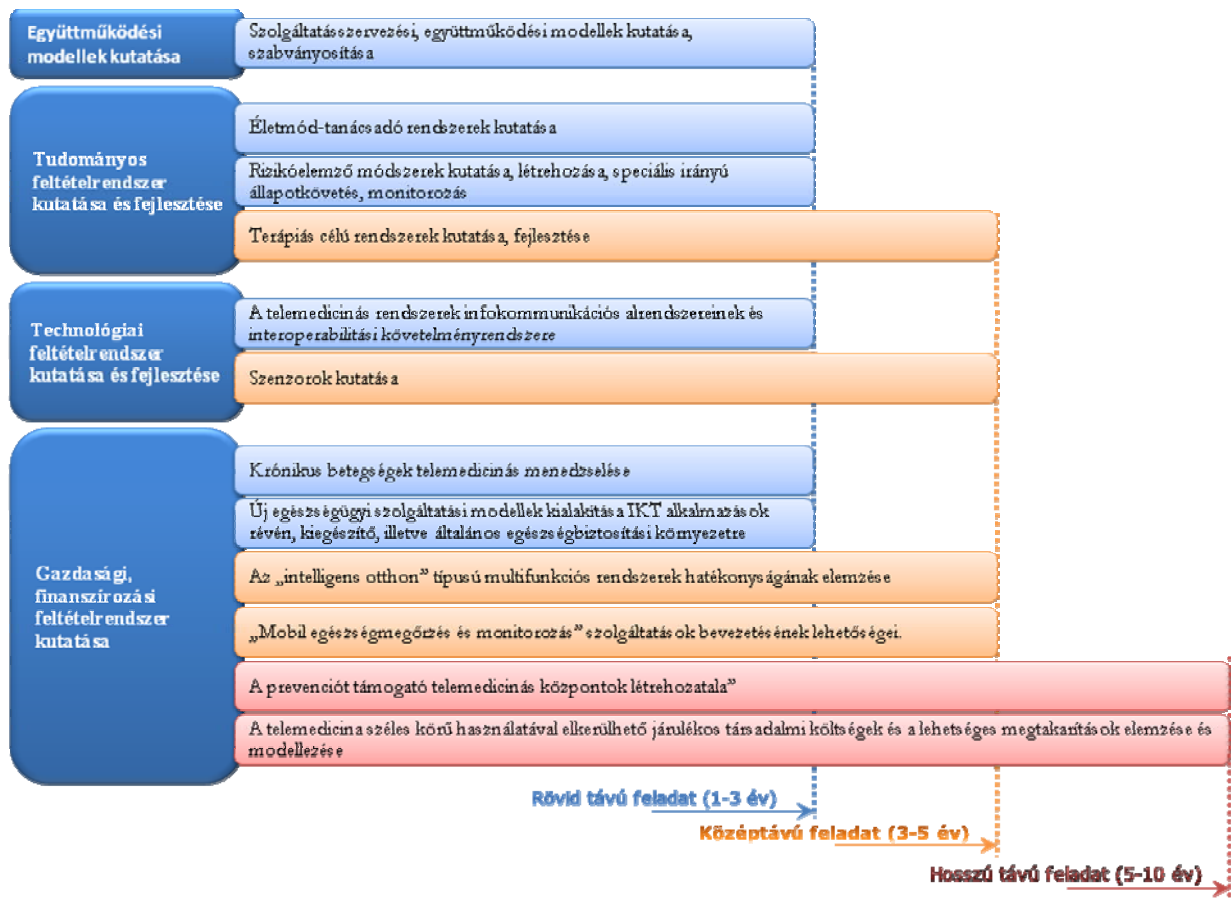 Együttműködési
modellek kutatása
Szolgáltatásszervezési, együttműködési modellek kutatása,
szabványosítása
Tudományos
feltételrendszer
kutatása és fejlesztése
Életmód-tanácsadó rendszerek kutatása
Rizikóelemző módszerek kutatása, létrehozása, speciális irányú
állapotkövetés, monitorozás
Terápiás célú rendszerek kutatása, fejlesztése
Technológiai
feltételrendszer
kutatása és fejlesztése
A telemedicinás rendszerek infokommunikációs alrendszereinek és
interoperabilitási követelményrendszere
Szenzorok kutatása
Gazdasági,
finanszírozási
feltételrendszer
kutatása
Krónikus betegségek telemedicinás menedzselése
Új egészségügyi szolgáltatási modellek kialakítása IKT alkalmazások
révén, kiegészítő, illetve általános egészségbiztosítási környezetre
Az „intelligens otthon” típusú multifunkciós rendszerek hatékonyságának elemzése
„Mobil egészségmegőrzés és monitorozás” szolgáltatások bevezetésének lehetőségei.
A prevenciót támogató telemedicinás központok létrehozatala”
A telemedicina széles körű használatával elkerülhető járulékos társadalmi költségek és a lehetséges megtakarítások elemzése és
modellezése
Rövid távú feladat (1-3 év)
Középtávú feladat (3-5 év)
Hosszú távú feladat (5-10 év)